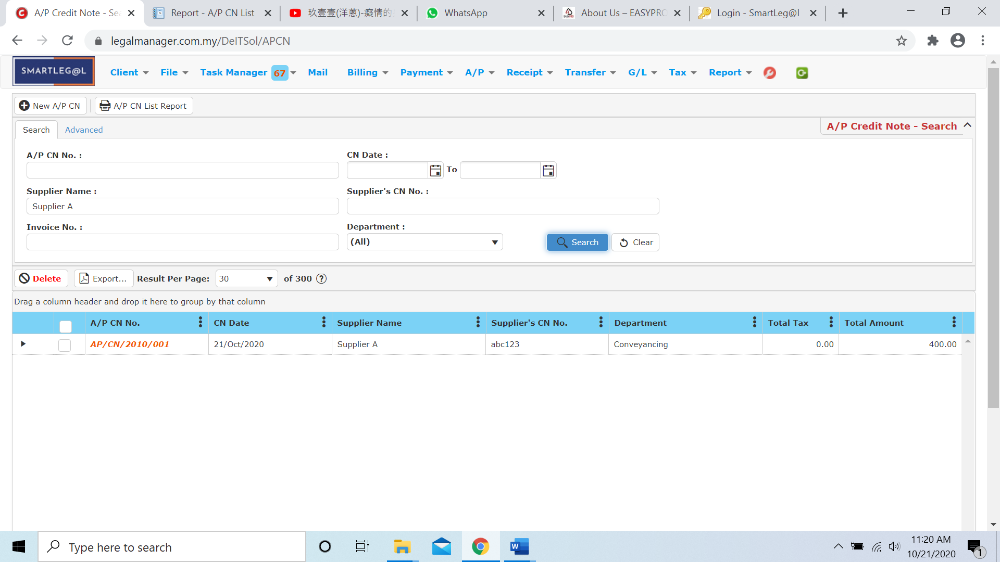 A/P Credit Note - Sea
Report - A/P CN List
玖壹壹(洋蔥)-癡情的
WhatsApp
About Us – EASYPRO
Login - SmartLeg@l
legalmanager.com.my/DeITSol/APCN
SMARTLEG@L
Client
File
Task Manager 67
Mail
Billing
Payment
A/P
Receipt
Transfer
G/L
Tax
Report
New A/P CN
A/P CN List Report
Search
Advanced
A/P Credit Note - Search
A/P CN No. :
CN Date :
To
Supplier Name :
Supplier's CN No. :
Supplier A
Invoice No. :
Department :
(All)
Search
Clear
Delete
Export...
Result Per Page:
30
of 300
Drag a column header and drop it here to group by that column
A/P CN No.
CN Date
Supplier Name
Supplier's CN No.
Department
Total Tax
Total Amount
AP/CN/2010/001
21/Oct/2020
Supplier A
abc123
Conveyancing
0.00
400.00
Type here to search
11:20 AM
10/21/2020
1